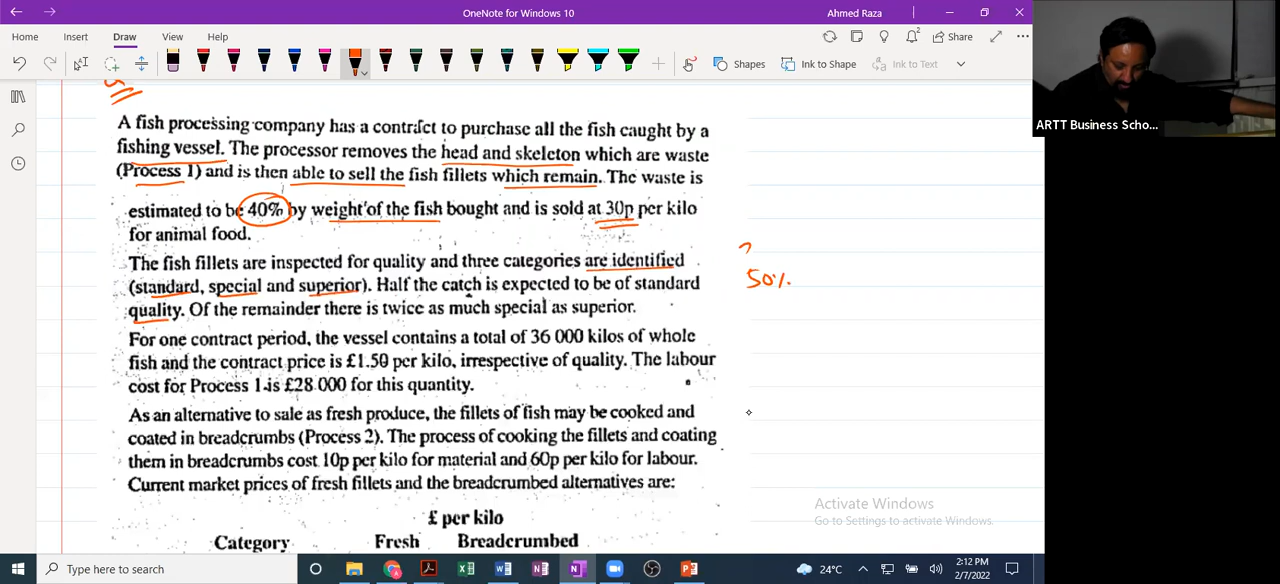 OneNote for Windows 10
Ahmed Raza
Home Insert Draw View Help
Share
Shapes
Ink to Shape
Ink to Text
ARTT Business Scho...
A fish processing company has a contract to purchase all the fish caught by a
fishing vessel. The processor removes the head and skeleton which are waste
(Process 1) and is then able to sell the fish fillets which remain. The waste is
estimated to be 40% by weight of the fish bought and is sold at 30p per kilo
for animal food.
The fish fillets are inspected for quality and three categories are identified
(standard, special and superior). Half the catch is expected to be of standard
quality. Of the remainder there is twice as much special as superior.
50%
For one contract period, the vessel contains a total of 36 000 kilos of whole
fish and the contract price is £1.50 per kilo, irrespective of quality. The labour
cost for Process 1 is £28 000 for this quantity.
As an alternative to sale as fresh produce, the fillets of fish may be cooked and
coated in breadcrumbs (Process 2). The process of cooking the fillets and coating
them in breadcrumbs cost 10p per kilo for material and 60p per kilo for labour.
Current market prices of fresh fillets and the breadcrumbed alternatives are:
£ per kilo
Category Fresh Breadcrumbed
Activate Windows
Go to Settings to activate Windows.
Type here to search
24°C
2:12 PM
2/7/2022